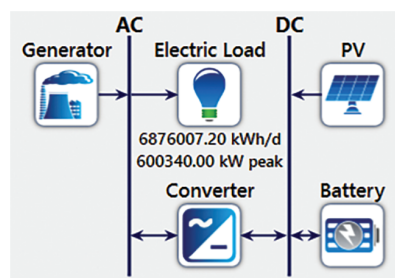 AC DC
Generator Electric Load PV
6876007.20 kWh/d
600340.00 kW peak
Converter Battery